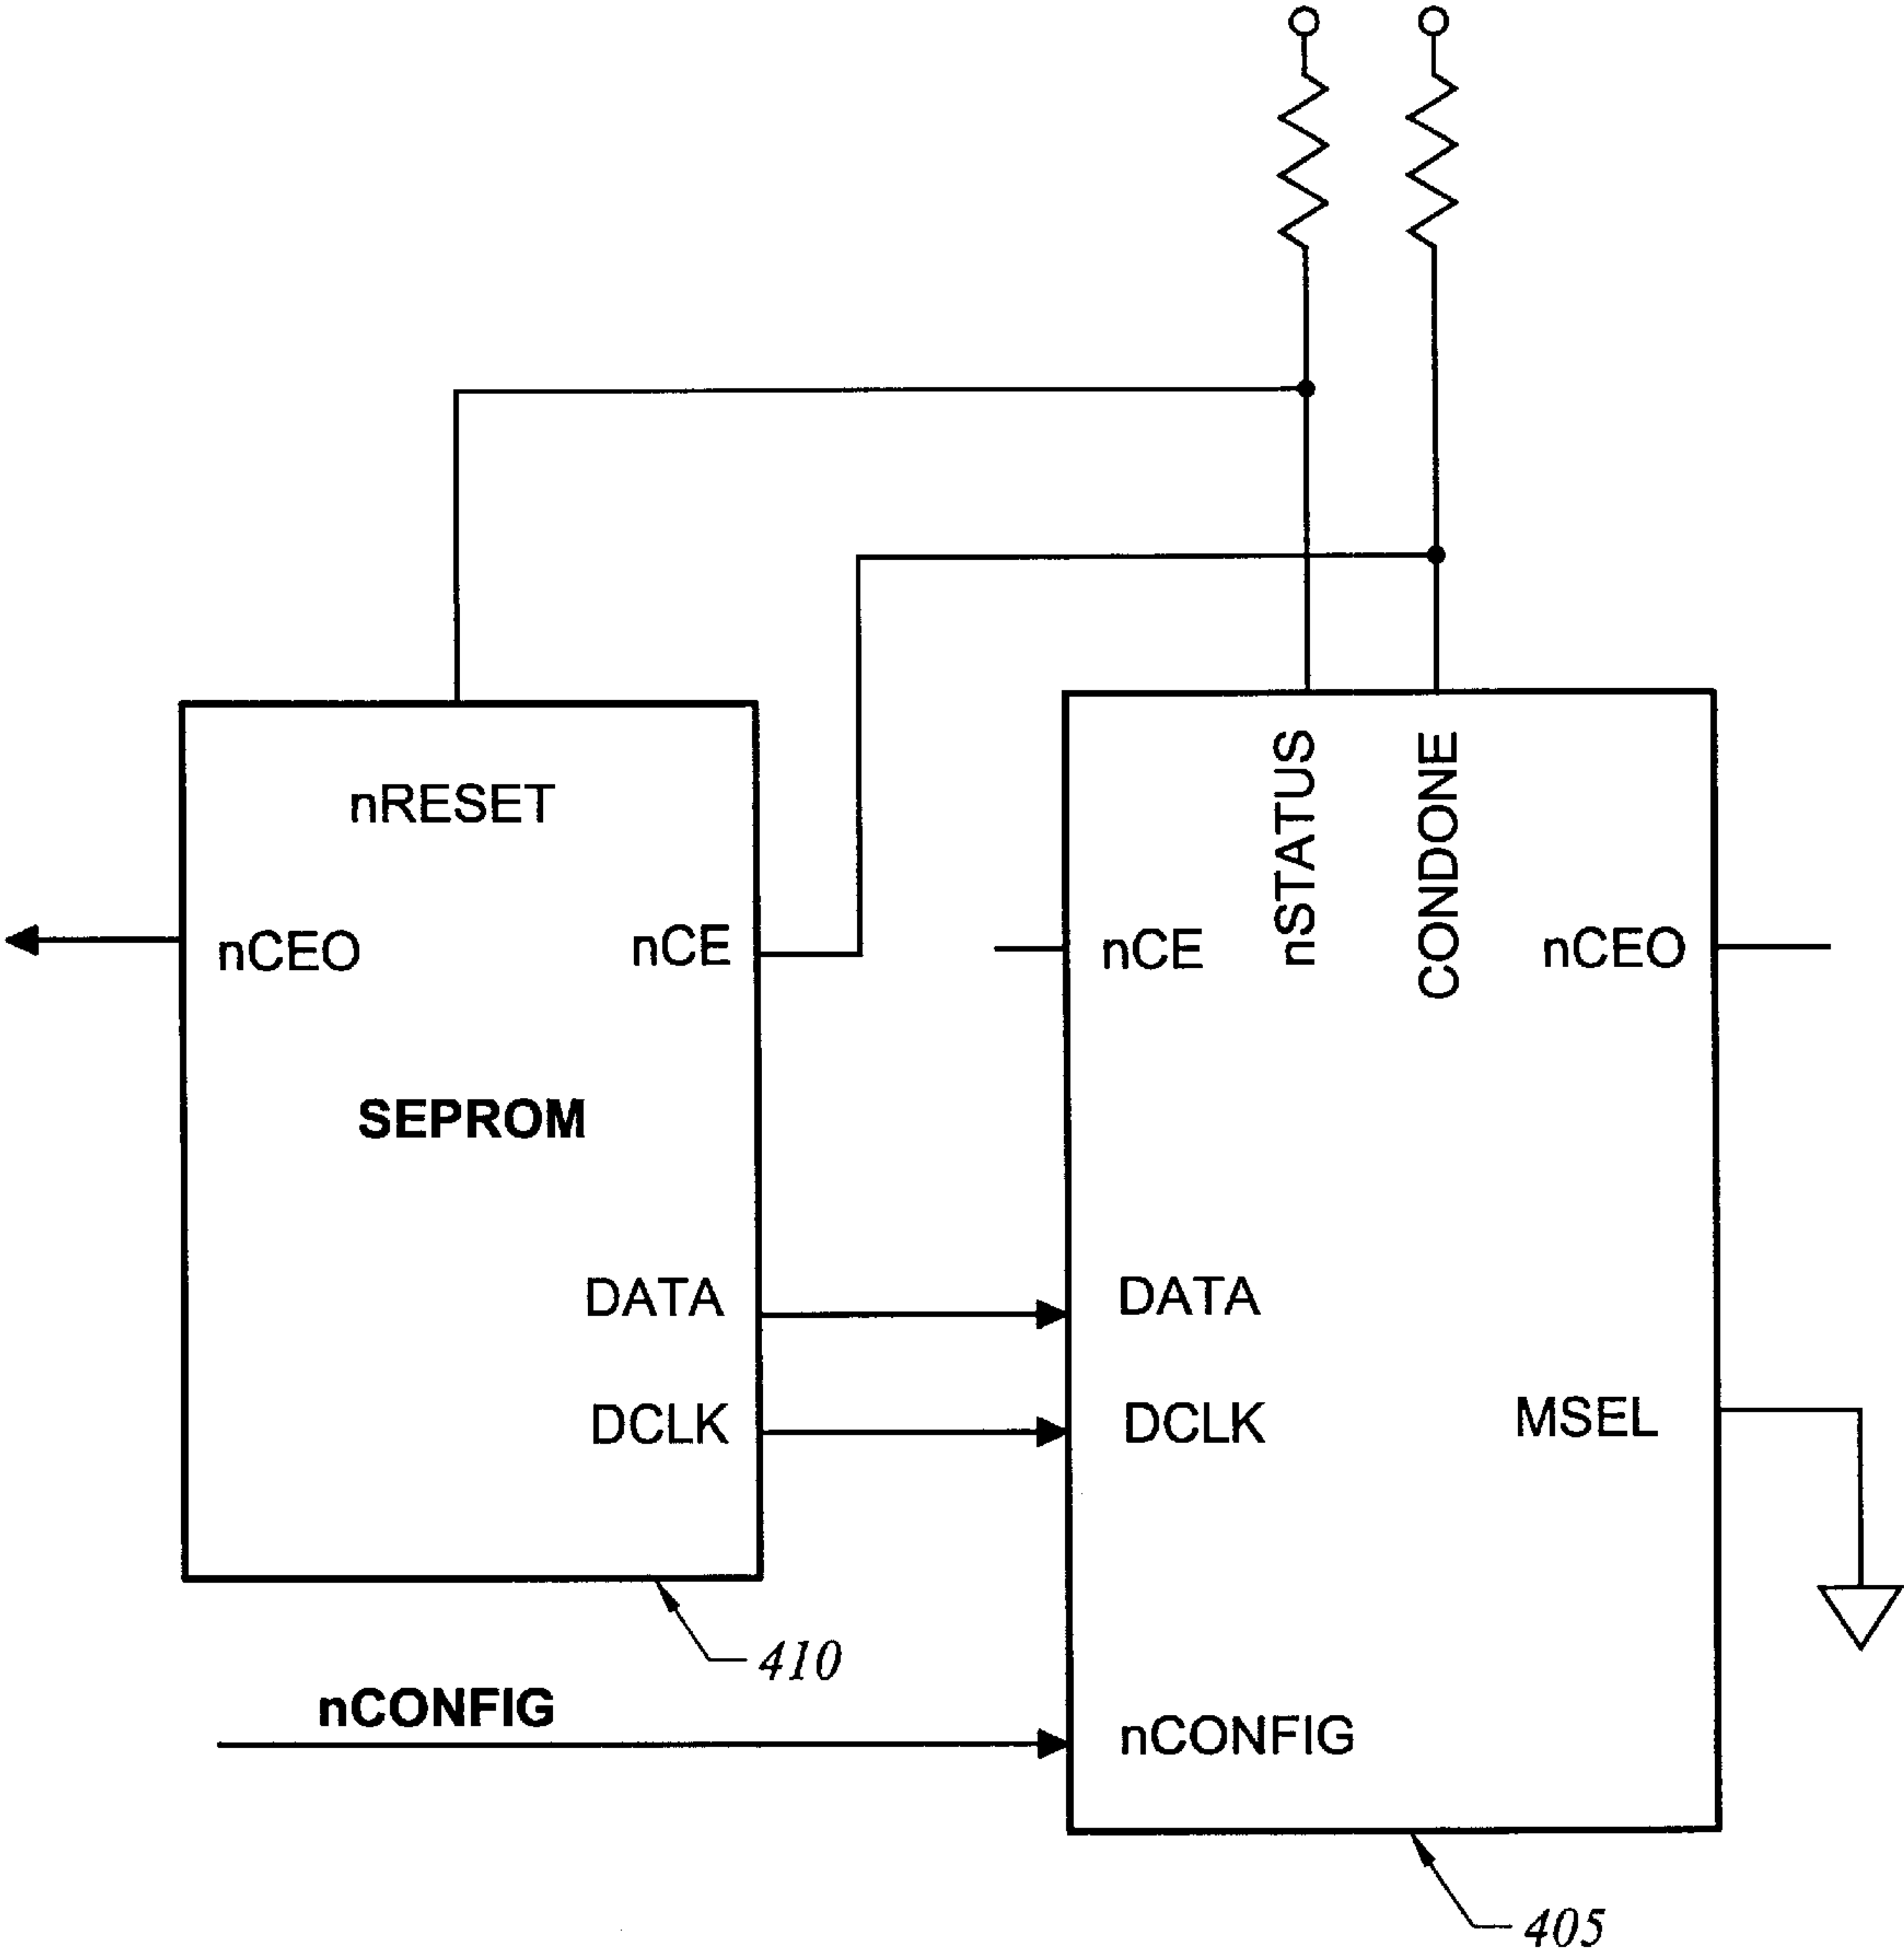 nRESET
nCEO
nCE
SEPROM
DATA
DCLK
410
nSTATUS
CONDONE
nCE
nCEO
DATA
DCLK
MSEL
nCONFIG
nCONFIG
405